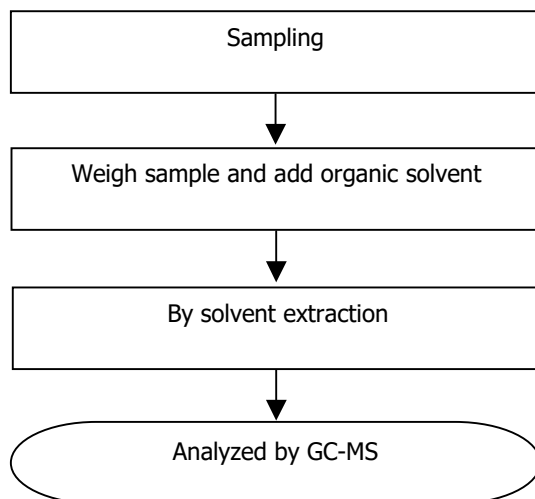 Sampling
Weigh sample and add organic solvent
By solvent extraction
Analyzed by GC-MS